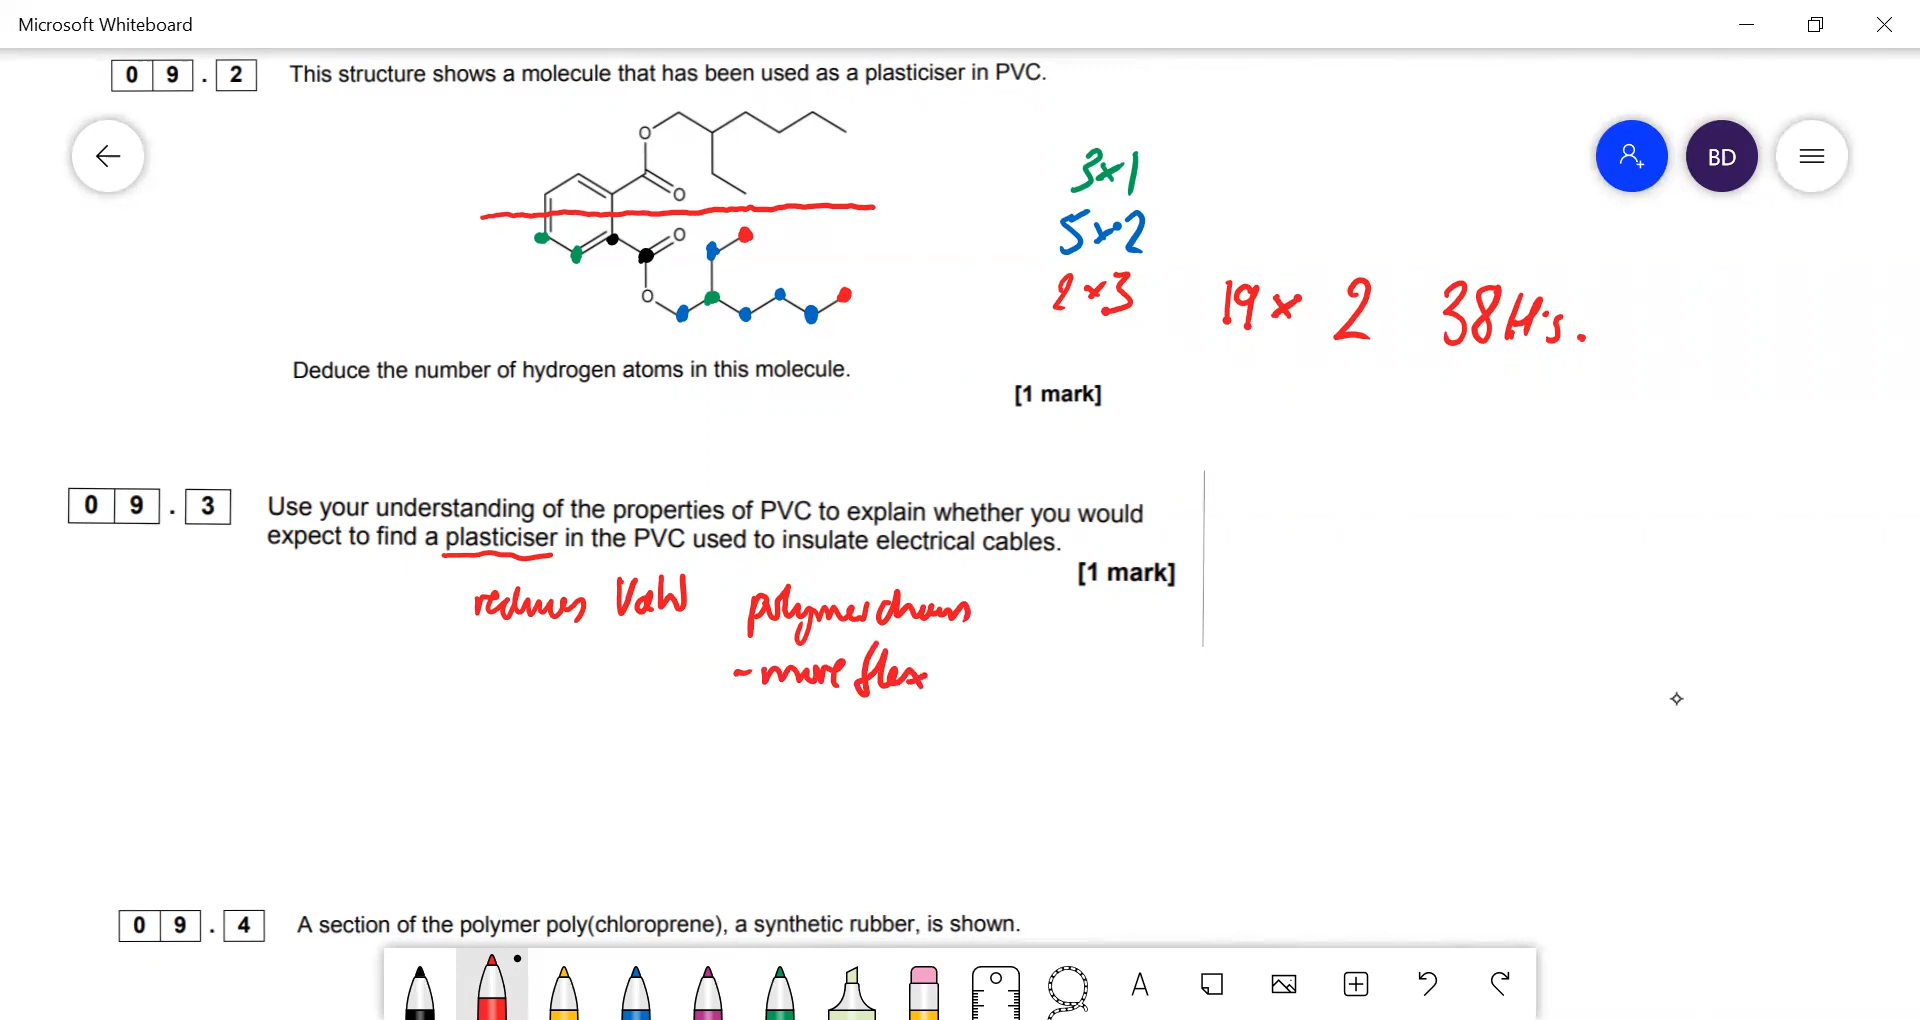 Microsoft Whiteboard
0 9 . 2 This structure shows a molecule that has been used as a plasticiser in PVC.
O
O
O
O
3×1
5×2
2×3
19× 2 38H's.
BD
Deduce the number of hydrogen atoms in this molecule.
[1 mark]
0 9 . 3 Use your understanding of the properties of PVC to explain whether you would
expect to find a plasticiser in the PVC used to insulate electrical cables.
[1 mark]
reduces VdW polymer chains
- more flex
0 9 . 4 A section of the polymer poly(chloroprene), a synthetic rubber, is shown.
A